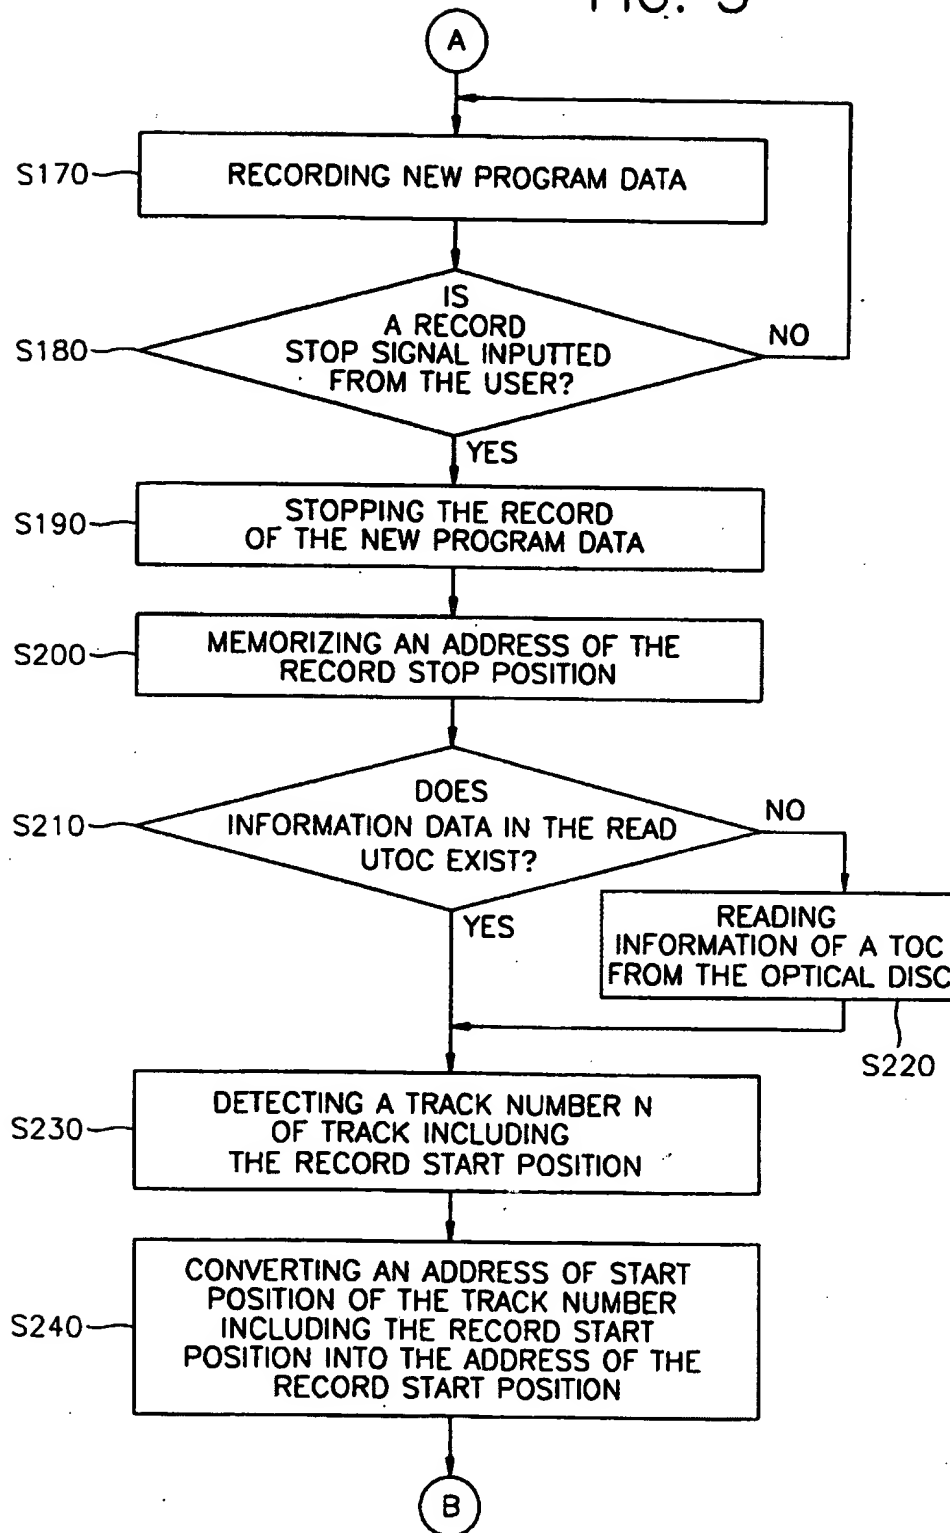 A
S170
RECORDING NEW PROGRAM DATA
IS
A RECORD
STOP SIGNAL INPUTTED
FROM THE USER?
S180
NO
YES
S190
STOPPING THE RECORD
OF THE NEW PROGRAM DATA
S200
MEMORIZING AN ADDRESS OF THE
RECORD STOP POSITION
S210
DOES
INFORMATION DATA IN THE READ
UTOC EXIST?
NO
YES
READING
INFORMATION OF A TOC
FROM THE OPTICAL DISC
S220
S230
DETECTING A TRACK NUMBER N
OF TRACK INCLUDING
THE RECORD START POSITION
S240
CONVERTING AN ADDRESS OF START
POSITION OF THE TRACK NUMBER
INCLUDING THE RECORD START
POSITION INTO THE ADDRESS OF THE
RECORD START POSITION
B